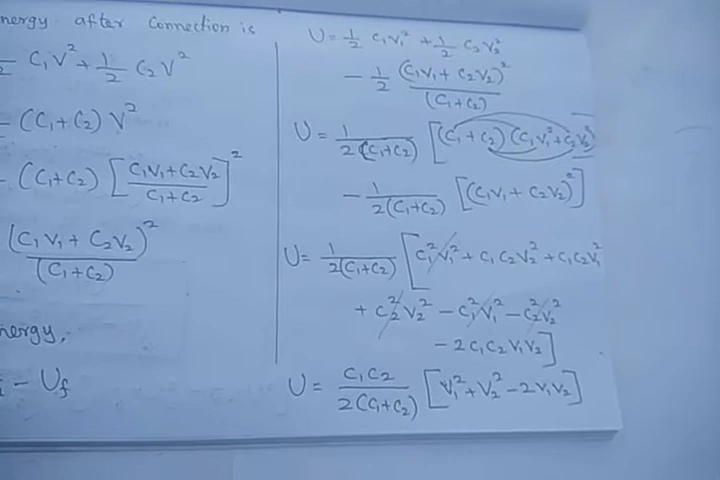 nergy after connection is
C₁V² + 1/2 C₂V²
(C₁+C₂) V²
(C₁+C₂) [(C₁V₁+C₂V₂)/(C₁+C₂)]²
(C₁V₁ + C₂V₂)²/(C₁+C₂)
nergy,
- U_f
U = 1/2 C₁V₁² + 1/2 C₂V₂²
- 1/2 (C₁V₁ + C₂V₂)²/(C₁+C₂)
U = 1/2(C₁+C₂) [(C₁+C₂)(C₁V₁²+C₂V₂²)
- 1/2(C₁+C₂) [(C₁V₁ + C₂V₂)²]]
U = 1/2(C₁+C₂) [C₁²V₁² + C₁C₂V₂² + C₁C₂V₁²
+ C₂²V₂² - C₁²V₁² - C₂²V₂²
- 2C₁C₂V₁V₂]
U = C₁C₂/2(C₁+C₂) [V₁² + V₂² - 2V₁V₂]